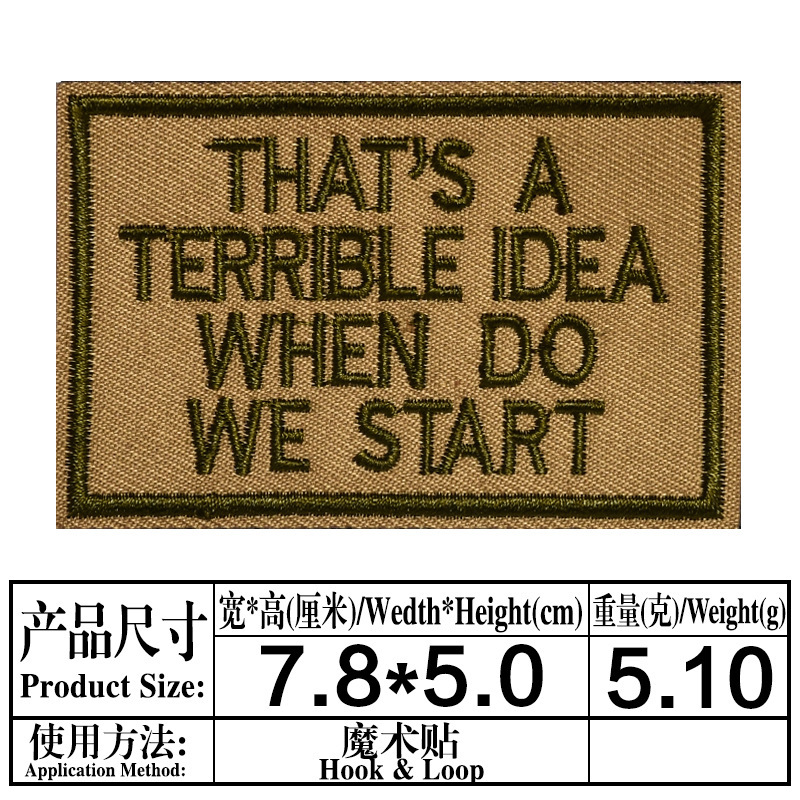 THAT'S A
TERRIBLE IDEA
WHEN DO
WE START
产品尺寸
Product Size:
宽*高(厘米)/Wedth*Height(cm)
重量(克)/Weight(g)
7.8*5.0
5.10
使用方法:
Application Method:
魔术贴
Hook & Loop